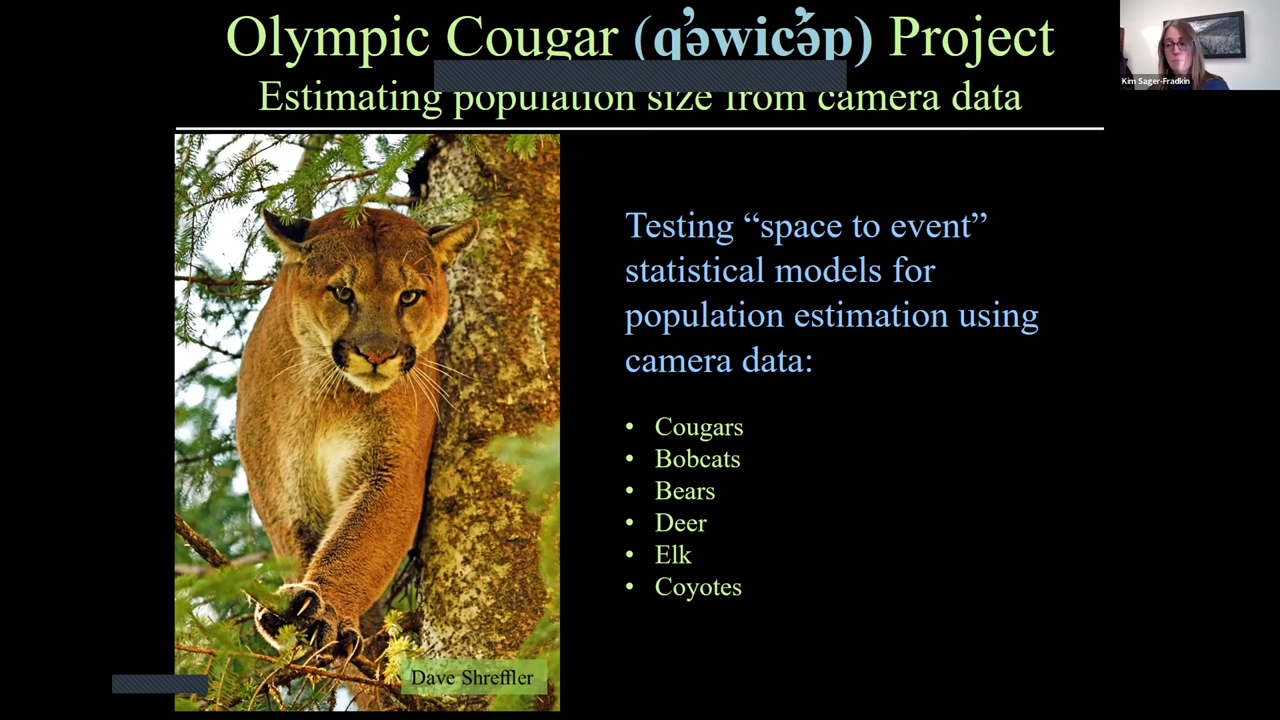 Olympic Cougar (q̓əwicə̓p) Project
Estimating population size from camera data
Kim Sager-Fradkin
Testing “space to event”
statistical models for
population estimation using
camera data:
• Cougars
• Bobcats
• Bears
• Deer
• Elk
• Coyotes
Dave Shreffler